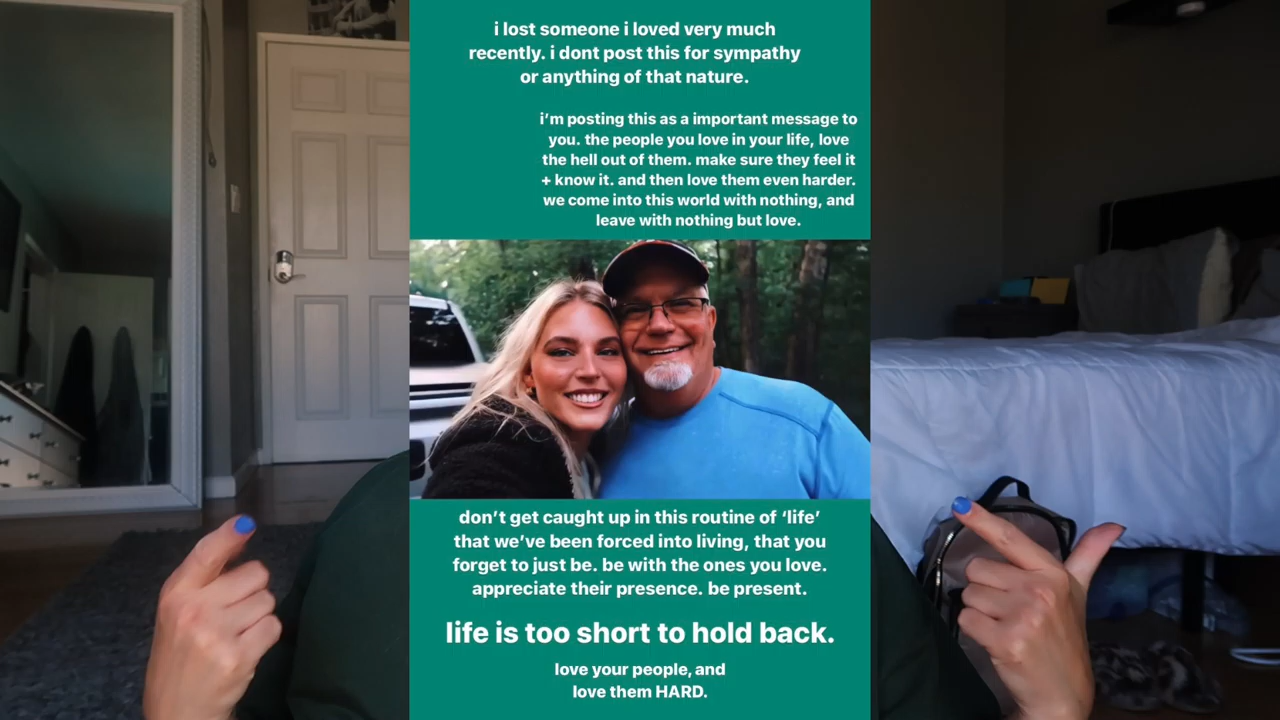 i lost someone i loved very much
recently. i dont post this for sympathy
or anything of that nature.
i'm posting this as a important message to
you. the people you love in your life, love
the hell out of them. make sure they feel it
+ know it. and then love them even harder.
we come into this world with nothing, and
leave with nothing but love.
don't get caught up in this routine of ‘life’
that we've been forced into living, that you
forget to just be. be with the ones you love.
appreciate their presence. be present.
life is too short to hold back.
love your people, and
love them HARD.